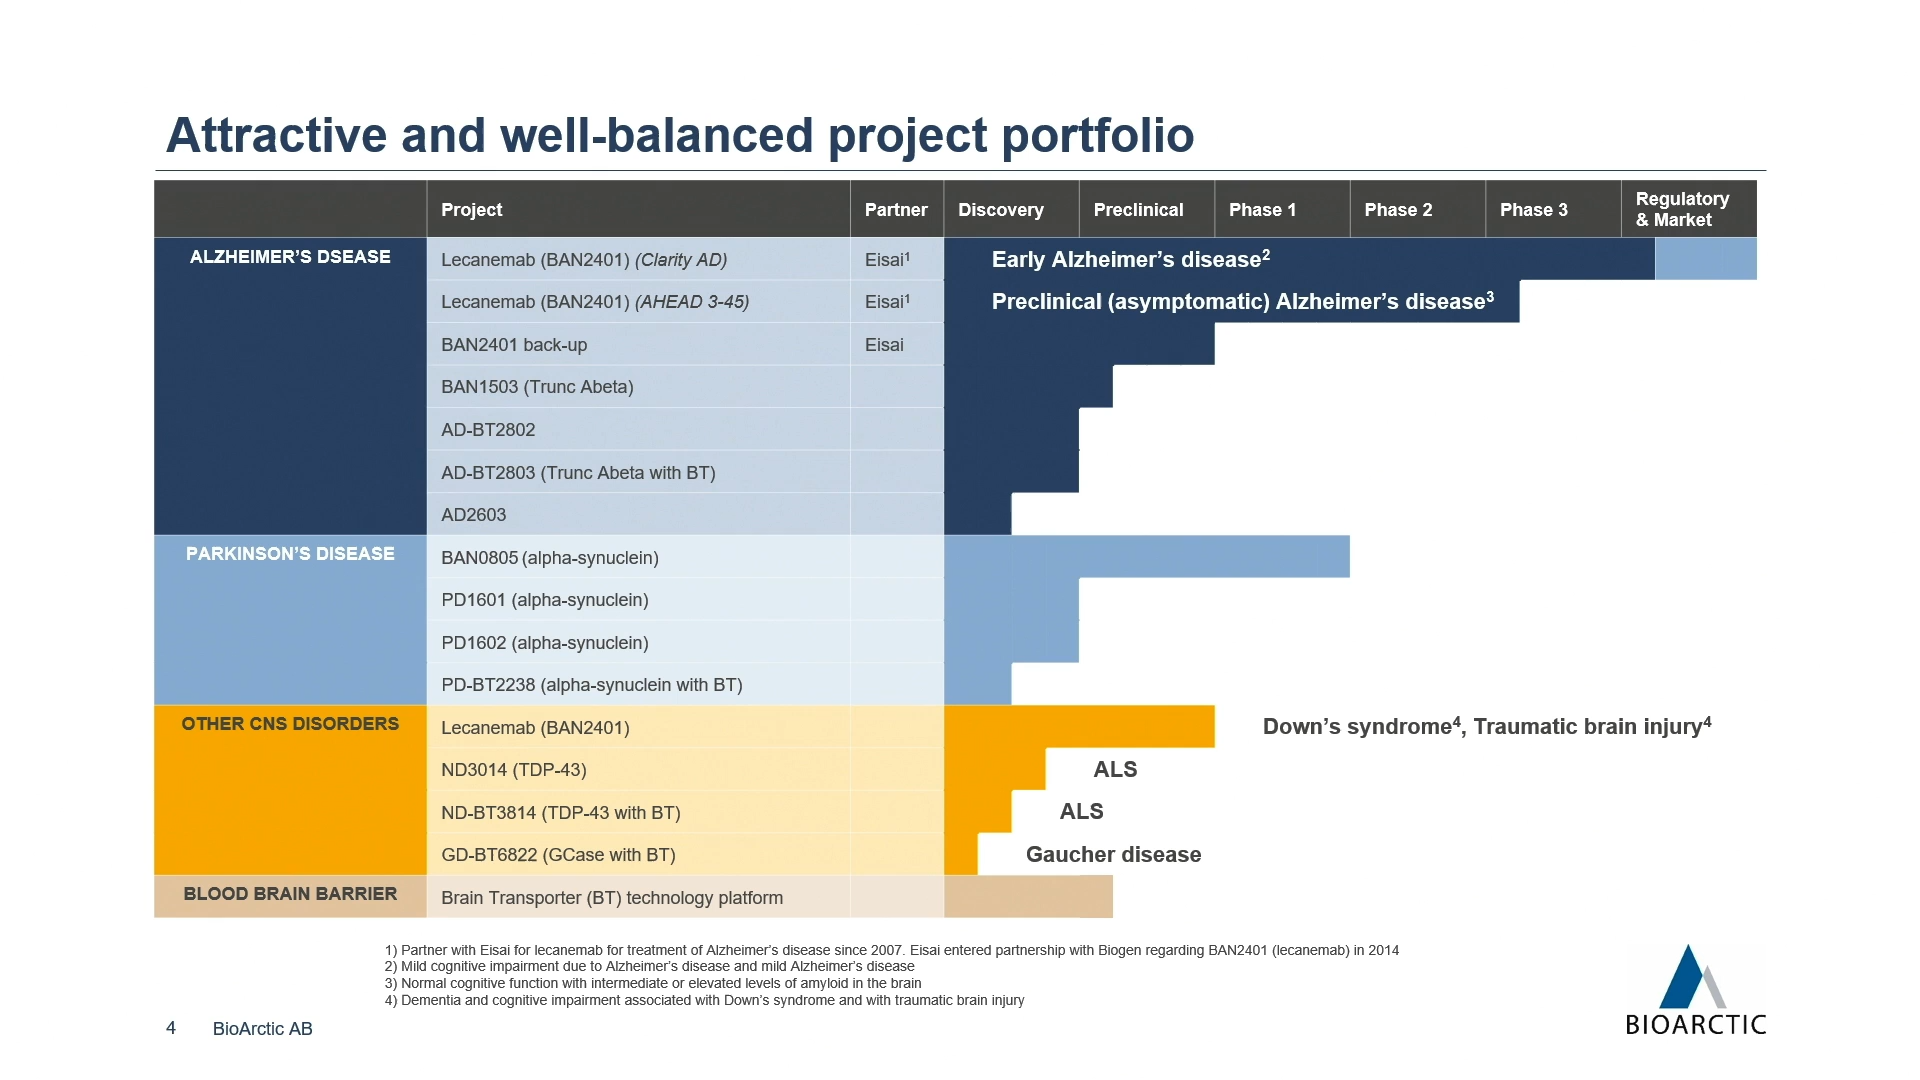 Attractive and well-balanced project portfolio
Project Partner Discovery Preclinical Phase 1 Phase 2 Phase 3 Regulatory & Market
ALZHEIMER’S DSEASE
Lecanemab (BAN2401) (Clarity AD) Eisai¹ Early Alzheimer’s disease²
Lecanemab (BAN2401) (AHEAD 3-45) Eisai¹ Preclinical (asymptomatic) Alzheimer’s disease³
BAN2401 back-up Eisai
BAN1503 (Trunc Abeta)
AD-BT2802
AD-BT2803 (Trunc Abeta with BT)
AD2603
PARKINSON’S DISEASE
BAN0805 (alpha-synuclein)
PD1601 (alpha-synuclein)
PD1602 (alpha-synuclein)
PD-BT2238 (alpha-synuclein with BT)
OTHER CNS DISORDERS
Lecanemab (BAN2401) Down’s syndrome⁴, Traumatic brain injury⁴
ND3014 (TDP-43) ALS
ND-BT3814 (TDP-43 with BT) ALS
GD-BT6822 (GCase with BT) Gaucher disease
BLOOD BRAIN BARRIER
Brain Transporter (BT) technology platform
1) Partner with Eisai for lecanemab for treatment of Alzheimer’s disease since 2007. Eisai entered partnership with Biogen regarding BAN2401 (lecanemab) in 2014
2) Mild cognitive impairment due to Alzheimer’s disease and mild Alzheimer’s disease
3) Normal cognitive function with intermediate or elevated levels of amyloid in the brain
4) Dementia and cognitive impairment associated with Down’s syndrome and with traumatic brain injury
4 BioArctic AB
BIOARCTIC